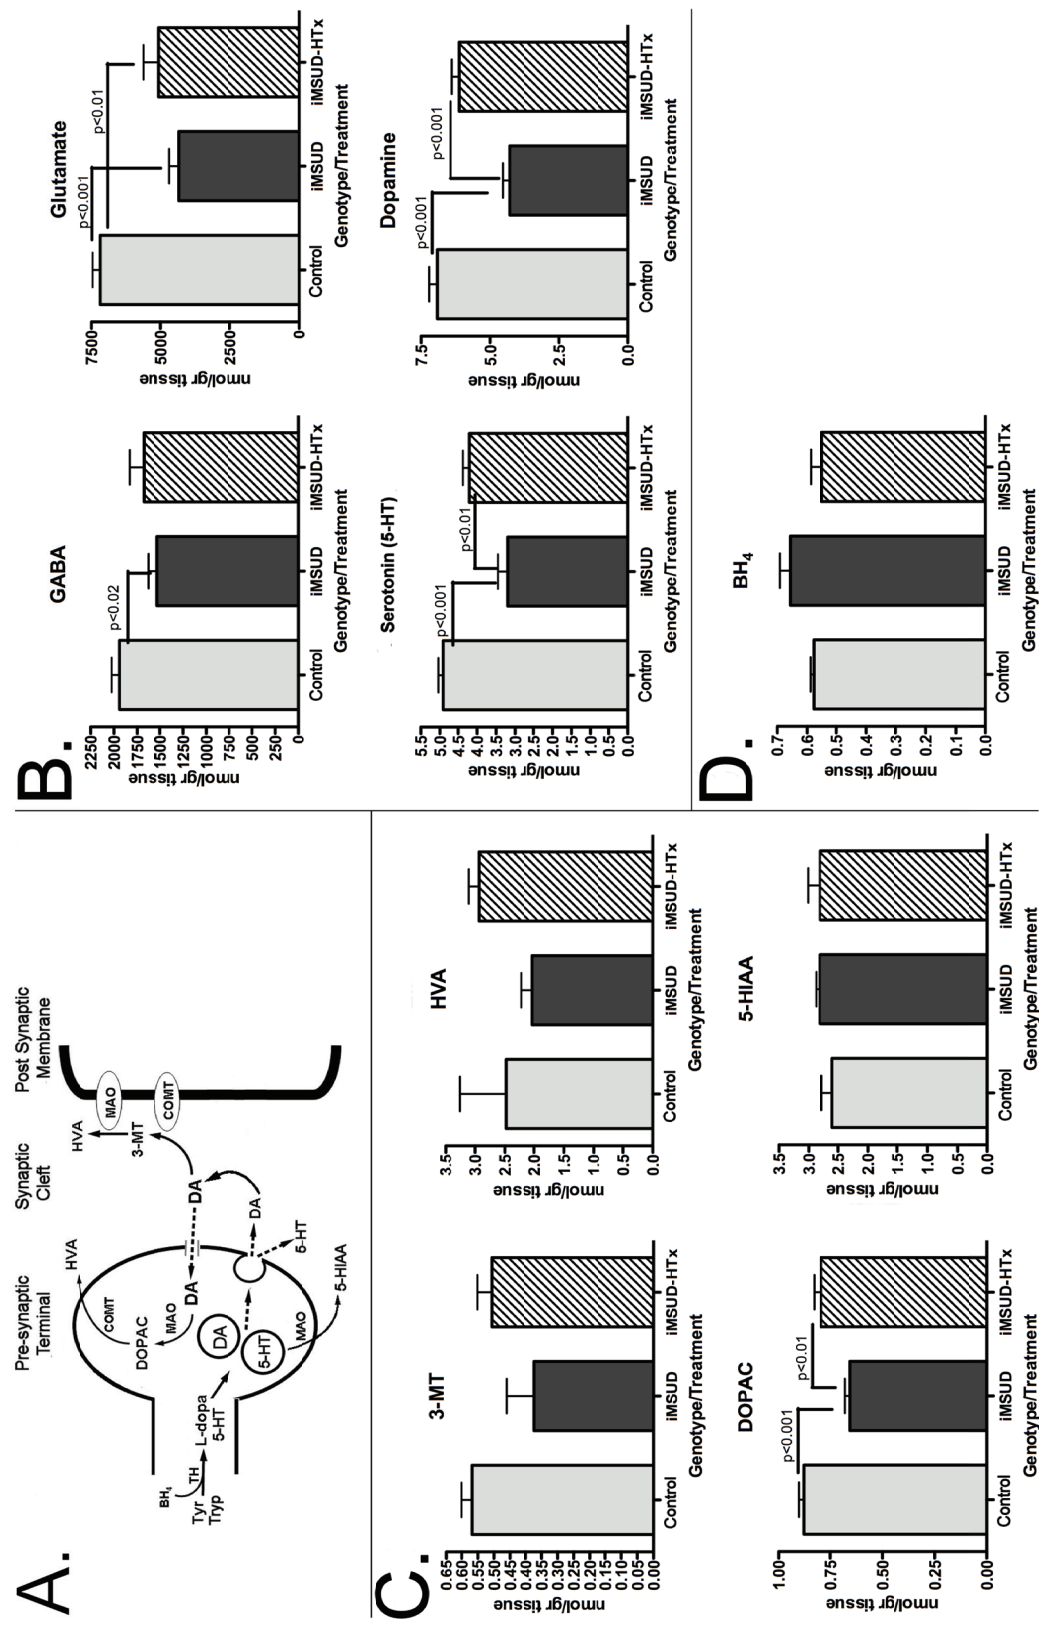 A.
Pre-synaptic
Terminal
Synaptic
Cleft
Post Synaptic
Membrane
HVA
COMT
DOPAC
MAO
DA
DA
5-HT
MAO
5-HIAA
BH4
TH
Tyr
Tryp
L-dopa
5-HT
DA
DA
5-HT
HVA
3-MT
MAO
COMT
B.
GABA
nmol/gr tissue
2250
2000
1750
1500
1250
1000
750
500
250
0
p<0.02
Control
iMSUD
iMSUD-HTx
Genotype/Treatment
Glutamate
nmol/gr tissue
7500
5000
2500
0
p<0.001
p<0.01
Control
iMSUD
iMSUD-HTx
Genotype/Treatment
Serotonin (5-HT)
nmol/gr tissue
5.5
5.0
4.5
4.0
3.5
3.0
2.5
2.0
1.5
1.0
0.5
0.0
p<0.001
p<0.01
Control
iMSUD
iMSUD-HTx
Genotype/Treatment
Dopamine
nmol/gr tissue
7.5
5.0
2.5
0.0
p<0.001
p<0.001
Control
iMSUD
iMSUD-HTx
Genotype/Treatment
C.
3-MT
nmol/gr tissue
0.65
0.60
0.55
0.50
0.45
0.40
0.35
0.30
0.25
0.20
0.15
0.10
0.05
0.00
Control
iMSUD
iMSUD-HTx
Genotype/Treatment
HVA
nmol/gr tissue
3.5
3.0
2.5
2.0
1.5
1.0
0.5
0.0
Control
iMSUD
iMSUD-HTx
Genotype/Treatment
DOPAC
nmol/gr tissue
1.00
0.75
0.50
0.25
0.00
p<0.001
p<0.01
Control
iMSUD
iMSUD-HTx
Genotype/Treatment
5-HIAA
nmol/gr tissue
3.5
3.0
2.5
2.0
1.5
1.0
0.5
0.0
Control
iMSUD
iMSUD-HTx
Genotype/Treatment
D.
BH4
nmol/gr tissue
0.7
0.6
0.5
0.4
0.3
0.2
0.1
0.0
Control
iMSUD
iMSUD-HTx
Genotype/Treatment